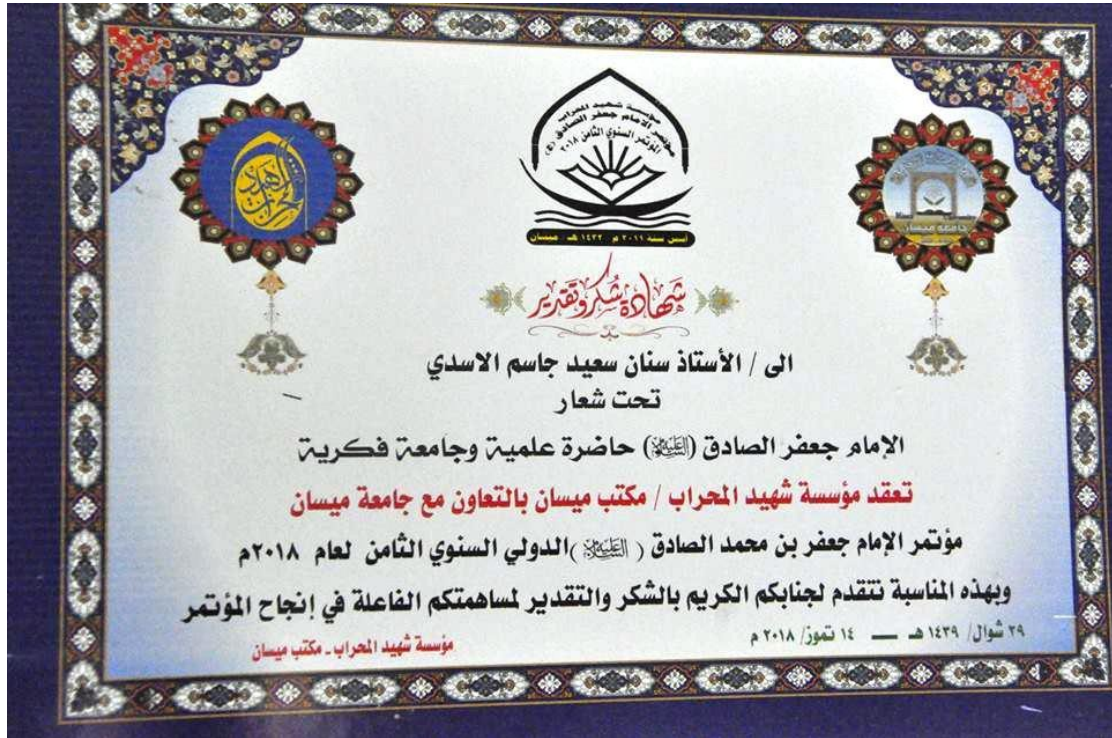 مؤسسة شهيد المحراب
مؤتمر الامام جعفر الصادق (ع)
المؤتمر السنوي الثامن ٢٠١٨
اسس سنة ٢٠١١ م ١٤٣٢ هـ - ميسان
شهيد المحراب
جامعة ميسان
شهادة شكر وتقدير
الى / الأستاذ سنان سعيد جاسم الاسدي
تحت شعار
الإمام جعفر الصادق (عليه السلام) حاضرة علمية وجامعة فكرية
تعقد مؤسسة شهيد المحراب / مكتب ميسان بالتعاون مع جامعة ميسان
مؤتمر الإمام جعفر بن محمد الصادق ( عليه السلام )الدولي السنوي الثامن لعام ٢٠١٨م
وبهذه المناسبة نتقدم لجنابكم الكريم بالشكر والتقدير لمساهمتكم الفاعلة في إنجاح المؤتمر
٢٩ شوال/ ١٤٣٩ هـ — ١٤ تموز/ ٢٠١٨ م
مؤسسة شهيد المحراب - مكتب ميسان